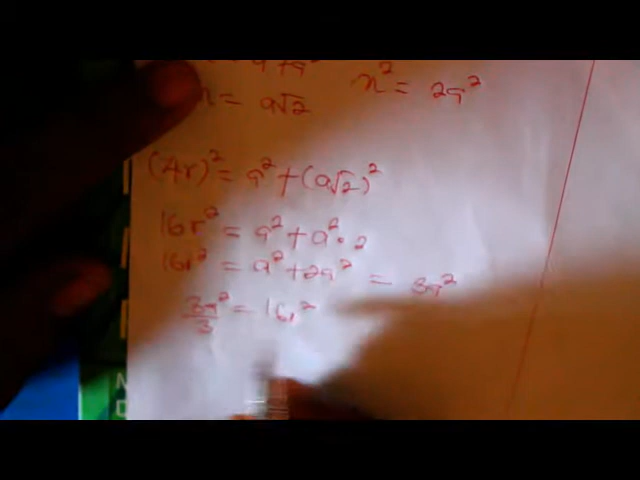 x² = 2a²
x = a√2
(4r)² = a² + (a√2)²
16r² = a² + a² · 2
16r² = a² + 2a² = 3a²
3a²/3 = 16r²